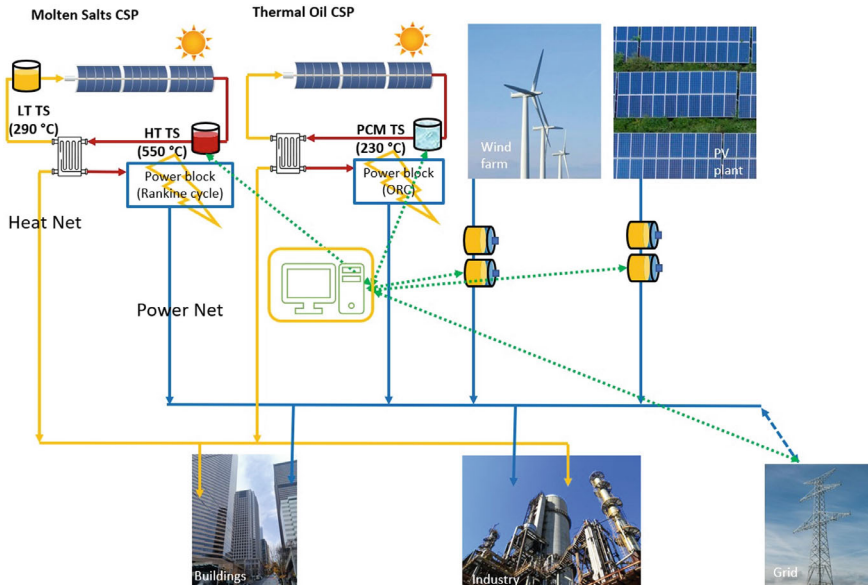 Molten Salts CSP
Thermal Oil CSP
LT TS
(290 °C)
HT TS
(550 °C)
PCM TS
(230 °C)
Wind
farm
PV
plant
Power block
(Rankine cycle)
Power block
(ORC)
Heat Net
Power Net
Buildings
Industry
Grid